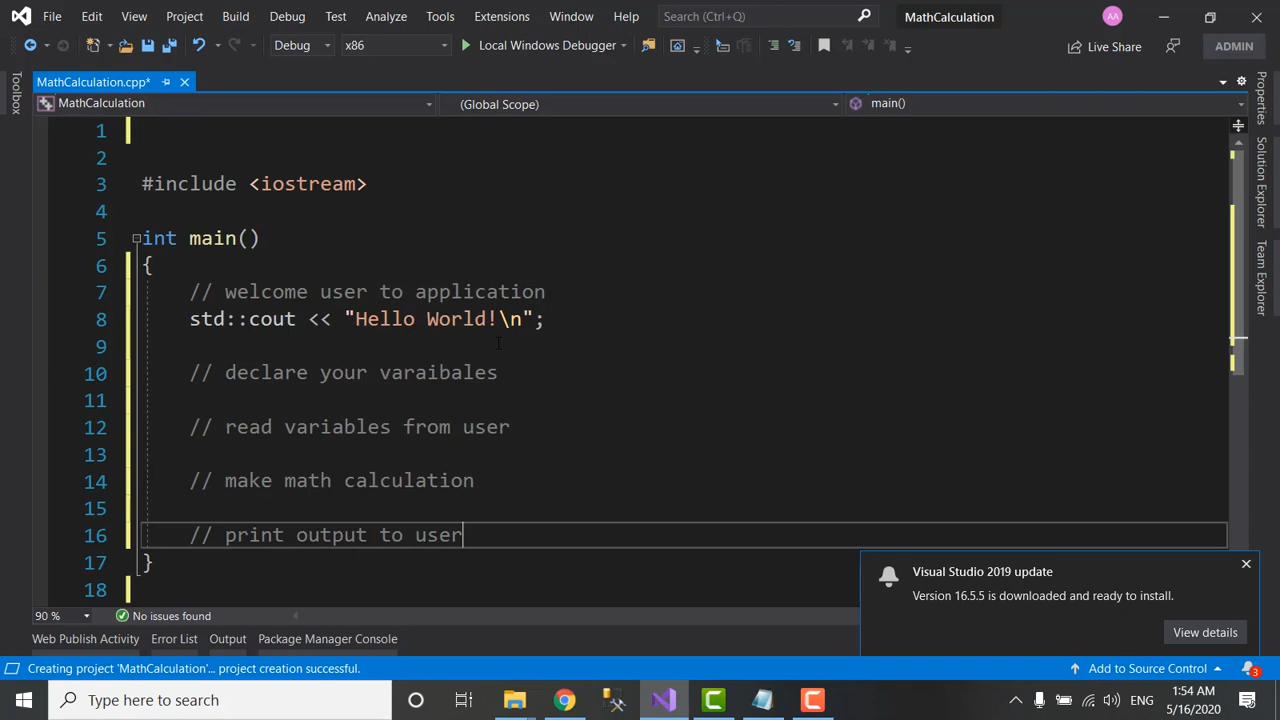 File Edit View Project Build Debug Test Analyze Tools Extensions Window Help Search (Ctrl+Q) MathCalculation AA
Debug x86 Local Windows Debugger Live Share ADMIN
MathCalculation.cpp*
MathCalculation (Global Scope) main()
Toolbox
Properties
Solution Explorer
Team Explorer
1
2
3 #include <iostream>
4
5 int main()
6 {
7 // welcome user to application
8 std::cout << "Hello World!\n";
9
10 // declare your varaibales
11
12 // read variables from user
13
14 // make math calculation
15
16 // print output to user
17 }
18
Visual Studio 2019 update
Version 16.5.5 is downloaded and ready to install.
View details
90 % No issues found
Web Publish Activity Error List Output Package Manager Console
Creating project 'MathCalculation'... project creation successful. Add to Source Control 3
Type here to search ENG 1:54 AM
5/16/2020